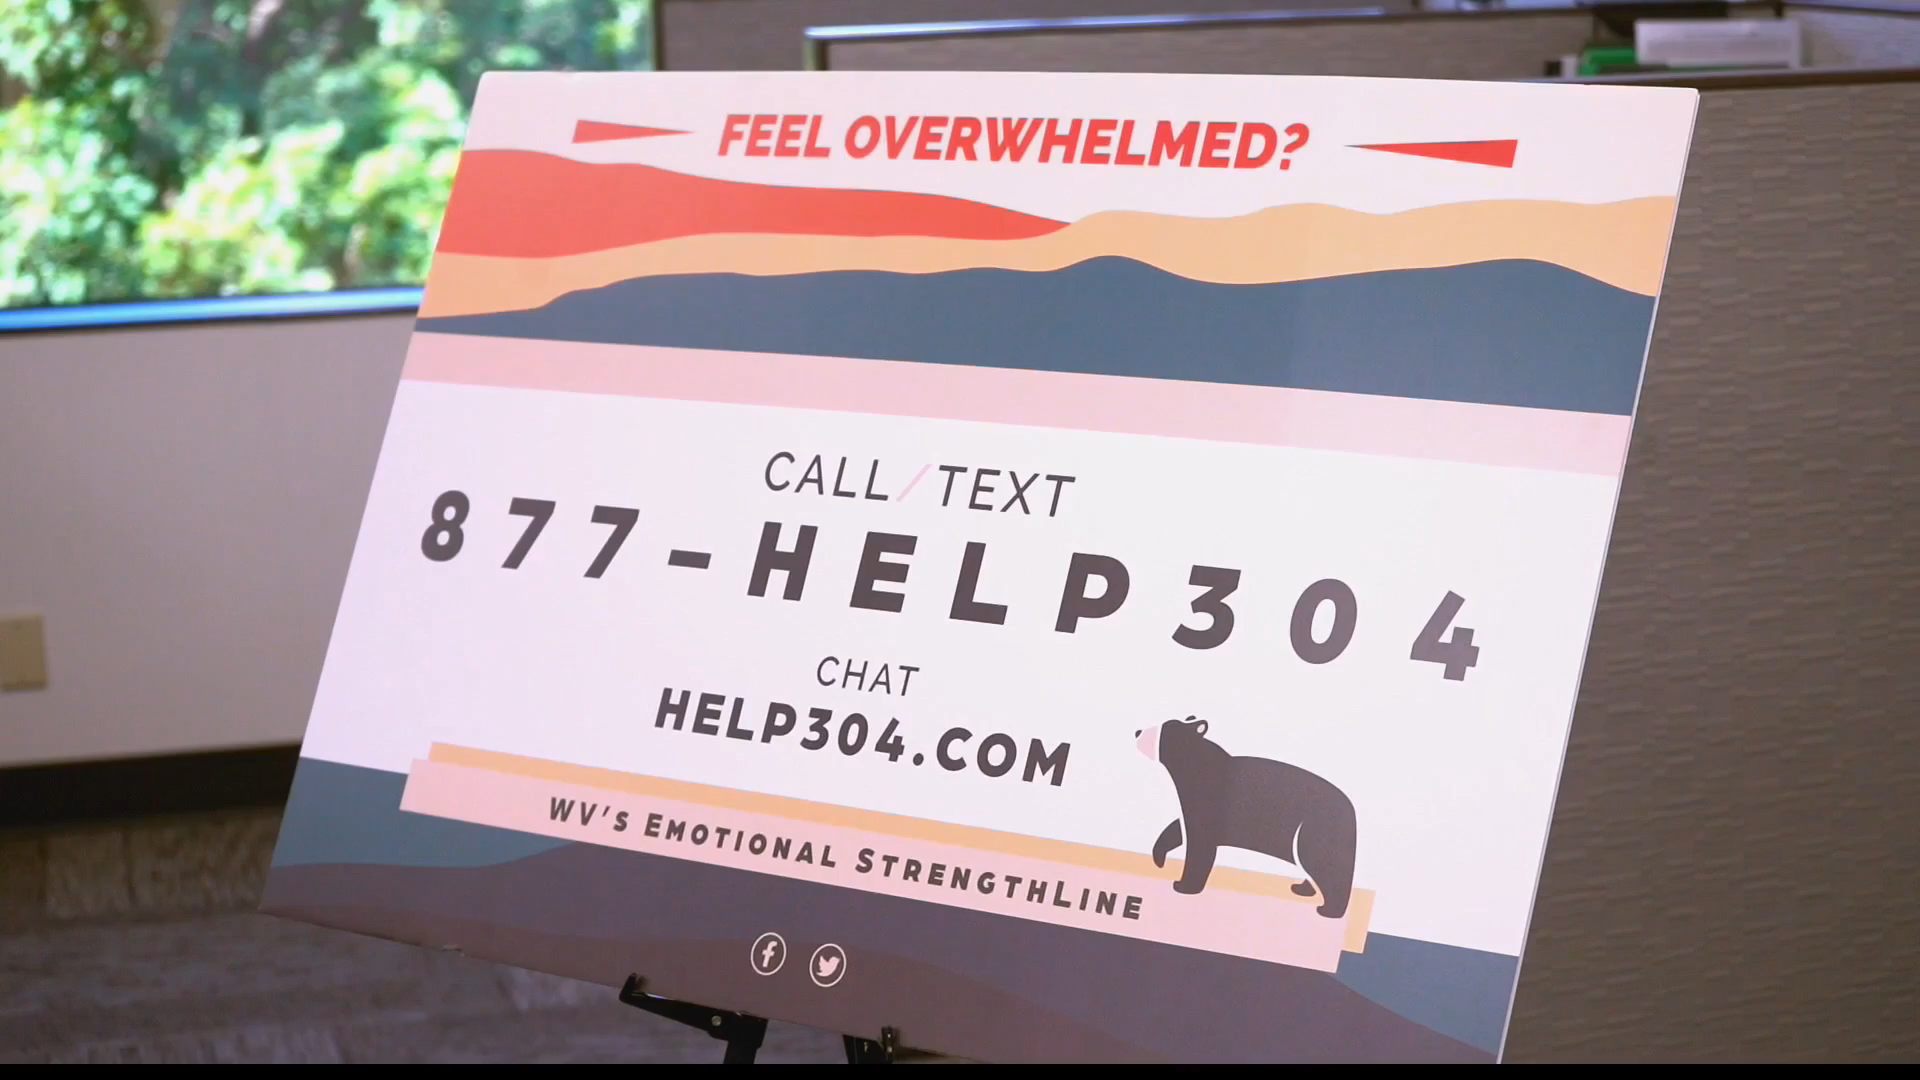 FEEL OVERWHELMED?
CALL/TEXT
877-HELP304
CHAT
HELP304.COM
WV'S EMOTIONAL STRENGTHLINE